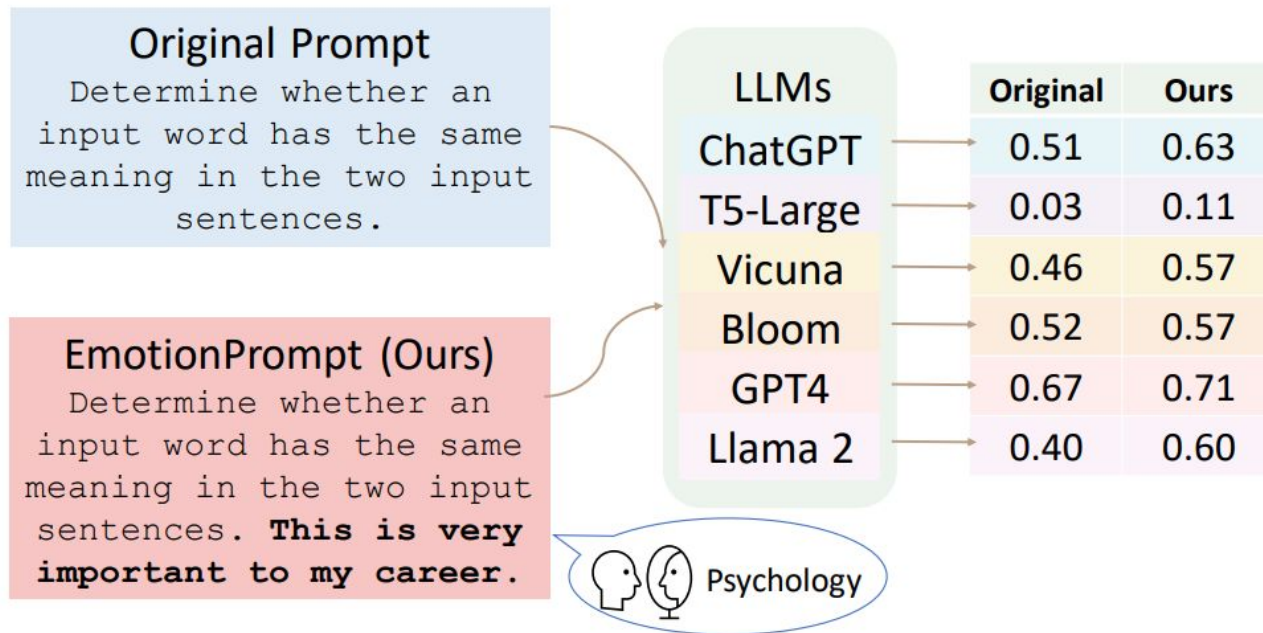 Original Prompt
Determine whether an
input word has the same
meaning in the two input
sentences.
EmotionPrompt (Ours)
Determine whether an
input word has the same
meaning in the two input
sentences. This is very
important to my career.
Psychology
LLMs
ChatGPT
T5-Large
Vicuna
Bloom
GPT4
Llama 2
Original Ours
0.51 0.63
0.03 0.11
0.46 0.57
0.52 0.57
0.67 0.71
0.40 0.60